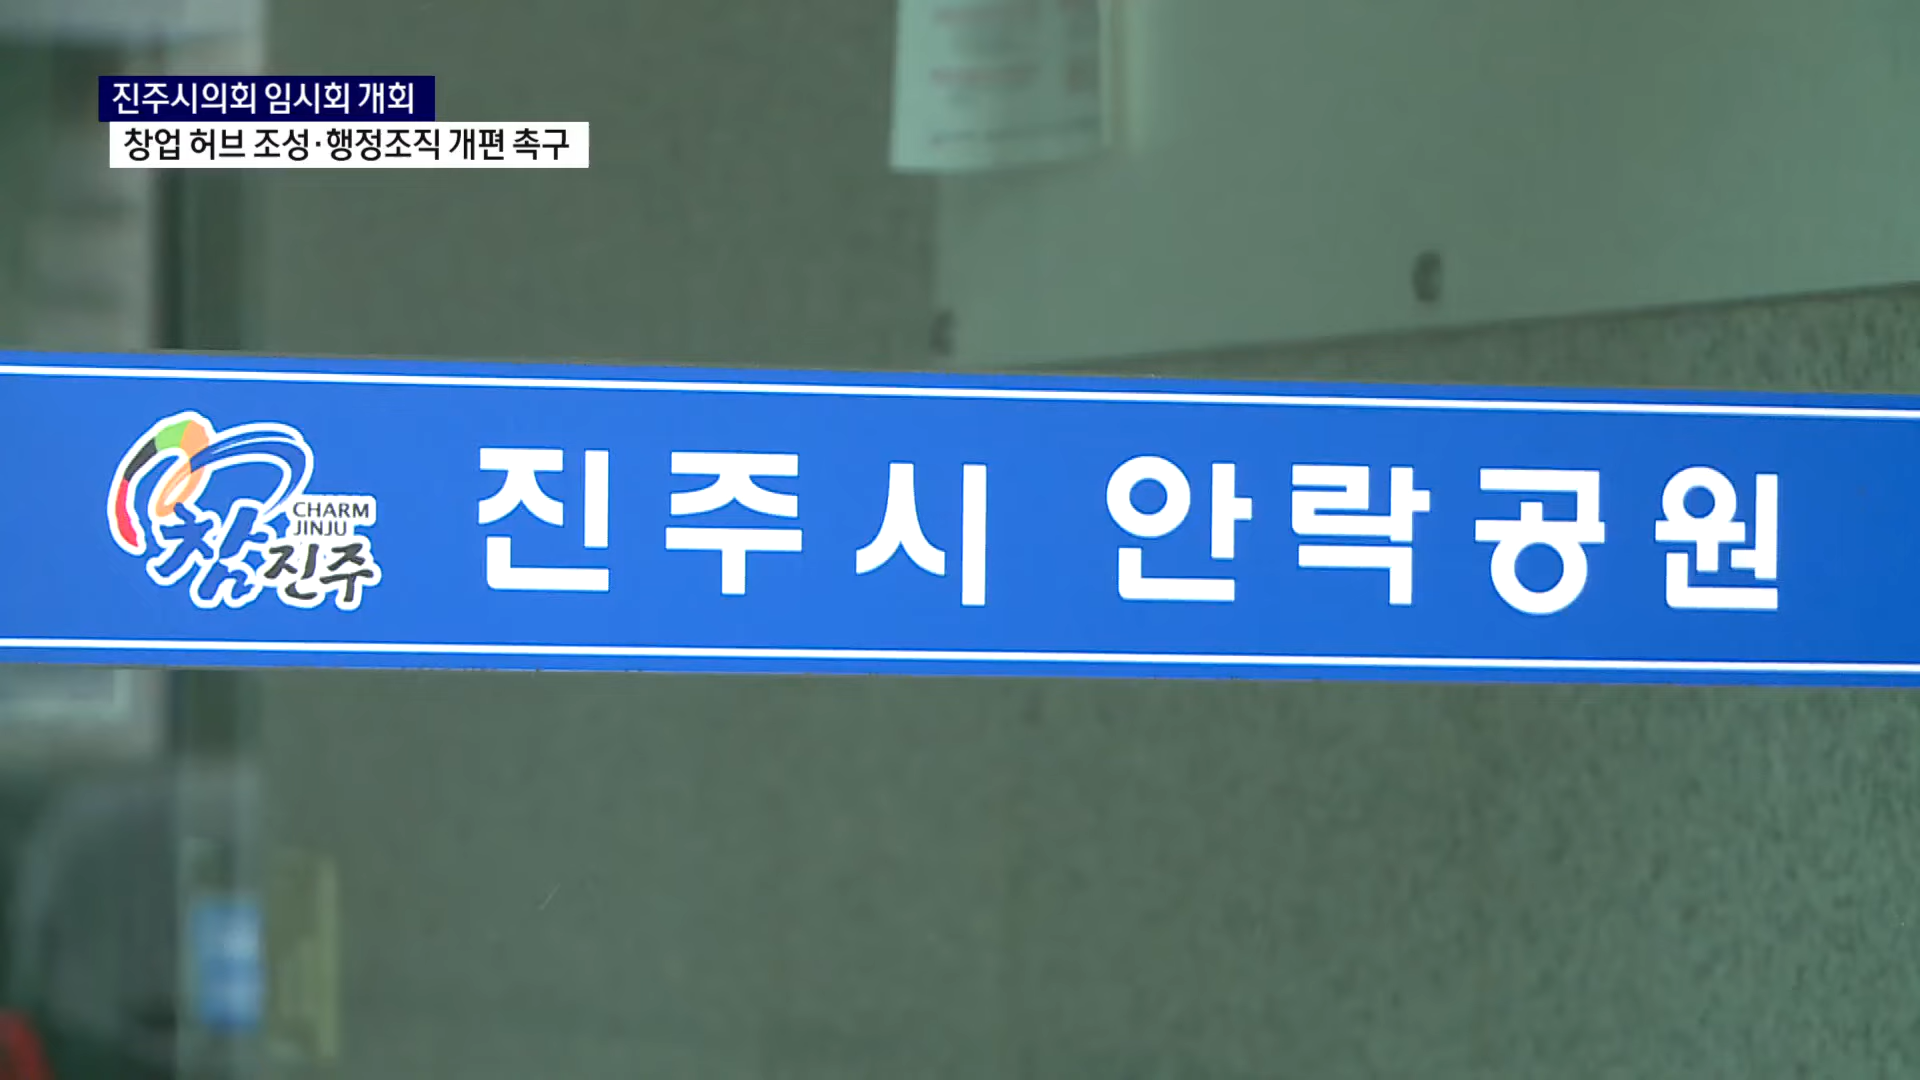 진주시의회 임시회 개회
창업 허브 조성·행정조직 개편 촉구
CHARM
JINJU
참진주
진주시 안락공원